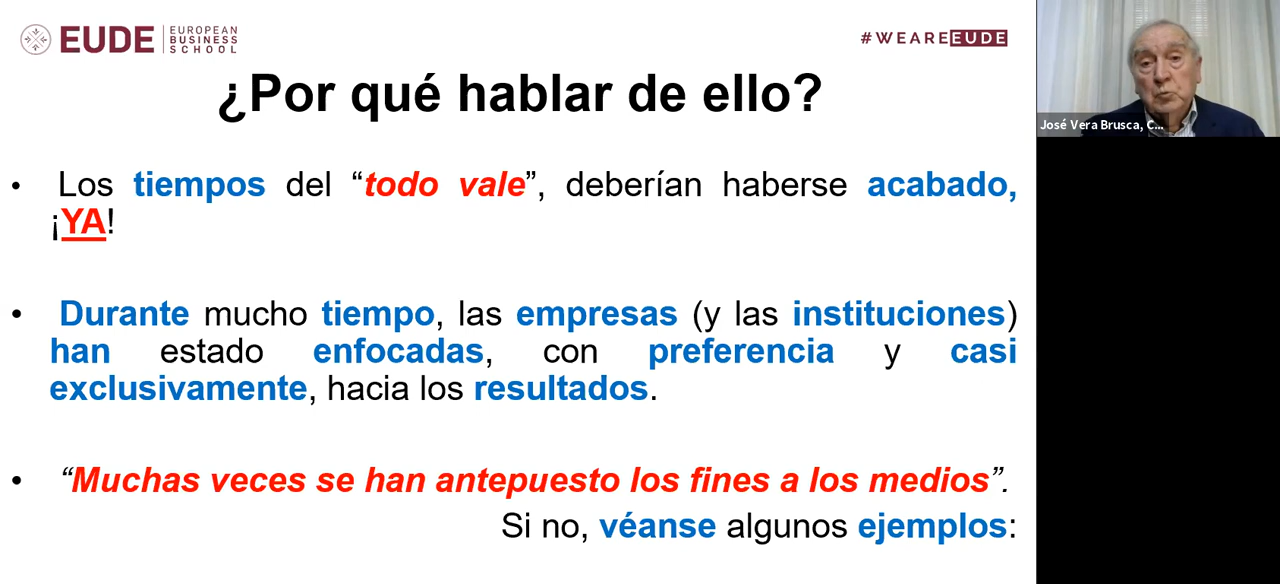 EUDE
EUROPEAN
BUSINESS
SCHOOL
#WEAREEUDE
¿Por qué hablar de ello?
• Los tiempos del “todo vale”, deberían haberse acabado,
¡YA!
• Durante mucho tiempo, las empresas (y las instituciones)
han estado enfocadas, con preferencia y casi
exclusivamente, hacia los resultados.
• “Muchas veces se han antepuesto los fines a los medios”.
Si no, véanse algunos ejemplos:
José Vera Brusca, C...